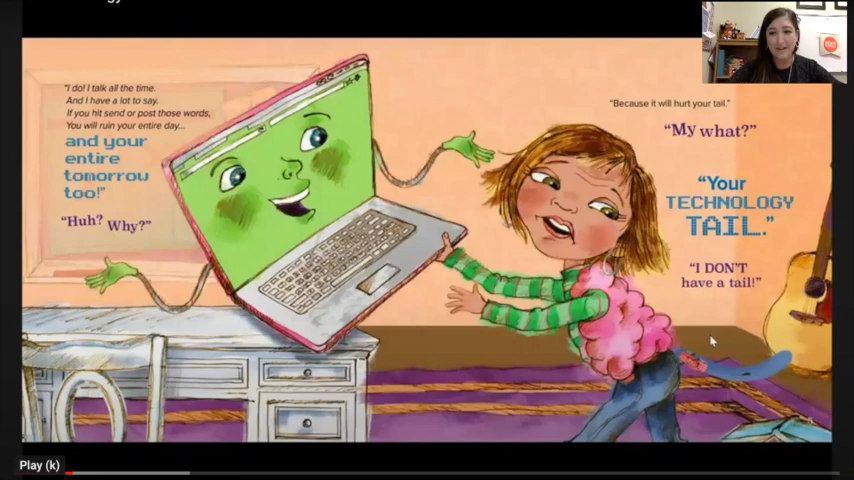 "I do! I talk all the time.
And I have a lot to say.
If you hit send or post those words,
You will ruin your entire day...
and your
entire
tomorrow
too!"
"Huh? Why?"
"Because it will hurt your tail."
"My what?"
"Your
TECHNOLOGY
TAIL."
"I DON'T
have a tail!"
Play (k)